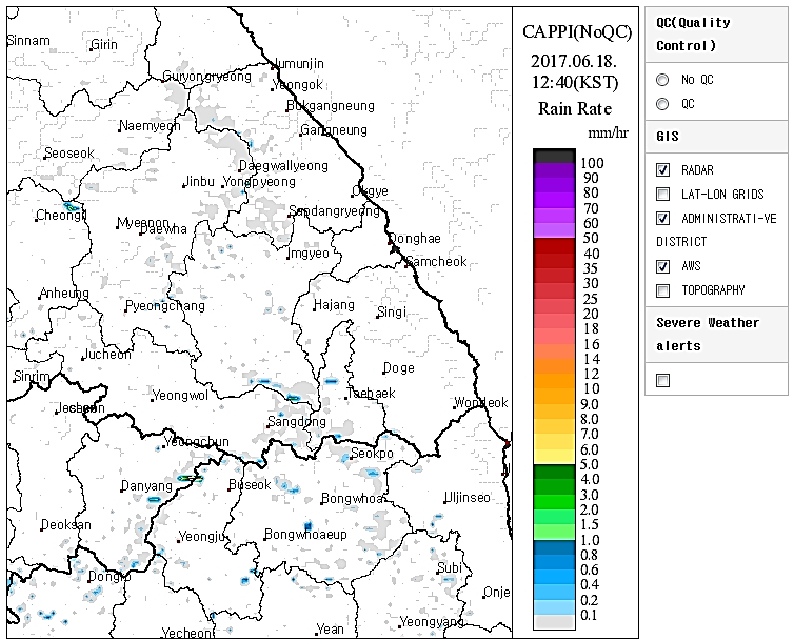 Sinnam
Girin
Jumunjin
Guryongryeong
Yeongok
Bukgangneung
Naemyeon
Gangneung
Seoseok
Daegwallyeong
Jinbu
Yongpyeong
Okgye
Cheongil
Myeonon
Sapdangryeong
Daewha
Donghae
Imgyeo
Samcheok
Anheung
Pyeongchang
Hajang
Singi
Jucheon
Doge
Sinrim
Yeongwol
Taebaek
Jecheon
Wondeok
Sangdong
Yeongchun
Seokpo
Danyang
Buseok
Bongwhoa
Uljinseo
Deoksan
Yeongju
Bongwhoaeup
Subi
Dongro
Onje
Yecheon
Yean
Yeongyang
CAPPI(NoQC)
2017.06.18.
12:40(KST)
Rain Rate
mm/hr
100
90
80
70
60
50
40
35
30
25
20
18
16
14
12
10
9.0
8.0
7.0
6.0
5.0
4.0
3.0
2.0
1.5
1.0
0.8
0.6
0.4
0.2
0.1
QC(Quality
Control)
No QC
QC
GIS
RADAR
LAT-LON GRIDS
ADMINISTRATI-VE
DISTRICT
AWS
TOPOGRAPHY
Severe Weather
alerts